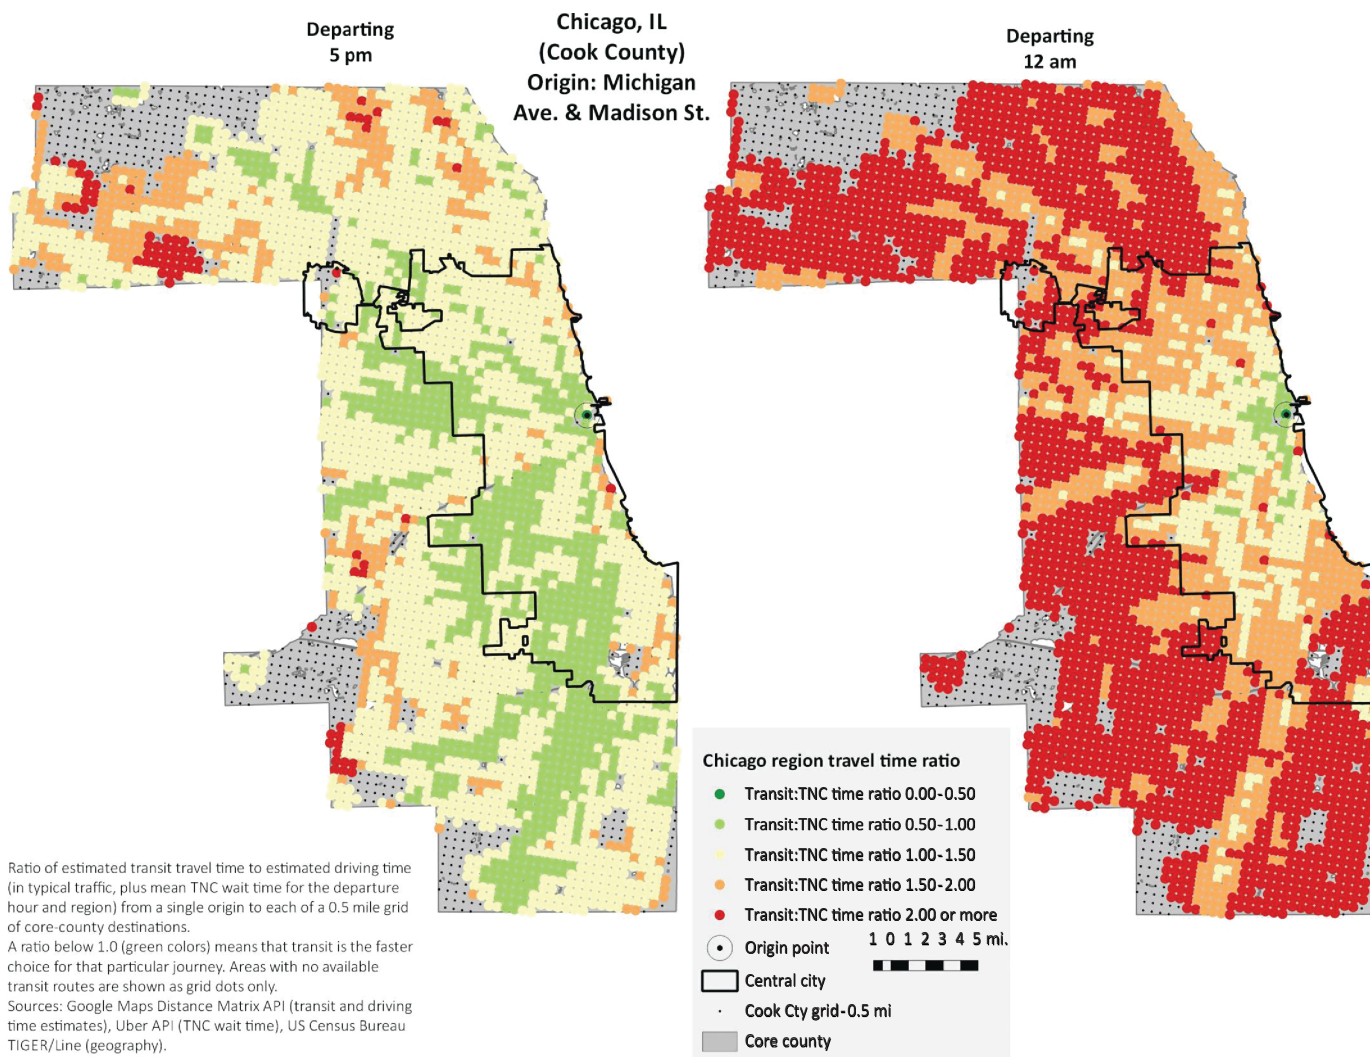 Departing
5 pm
Chicago, IL
(Cook County)
Origin: Michigan
Ave. & Madison St.
Departing
12 am
Chicago region travel time ratio
Transit:TNC time ratio 0.00-0.50
Transit:TNC time ratio 0.50-1.00
Transit:TNC time ratio 1.00-1.50
Transit:TNC time ratio 1.50-2.00
Transit:TNC time ratio 2.00 or more
Origin point
1 0 1 2 3 4 5 mi.
Central city
Cook Cty grid-0.5 mi
Core county
Ratio of estimated transit travel time to estimated driving time
(in typical traffic, plus mean TNC wait time for the departure
hour and region) from a single origin to each of a 0.5 mile grid
of core-county destinations.
A ratio below 1.0 (green colors) means that transit is the faster
choice for that particular journey. Areas with no available
transit routes are shown as grid dots only.
Sources: Google Maps Distance Matrix API (transit and driving
time estimates), Uber API (TNC wait time), US Census Bureau
TIGER/Line (geography).